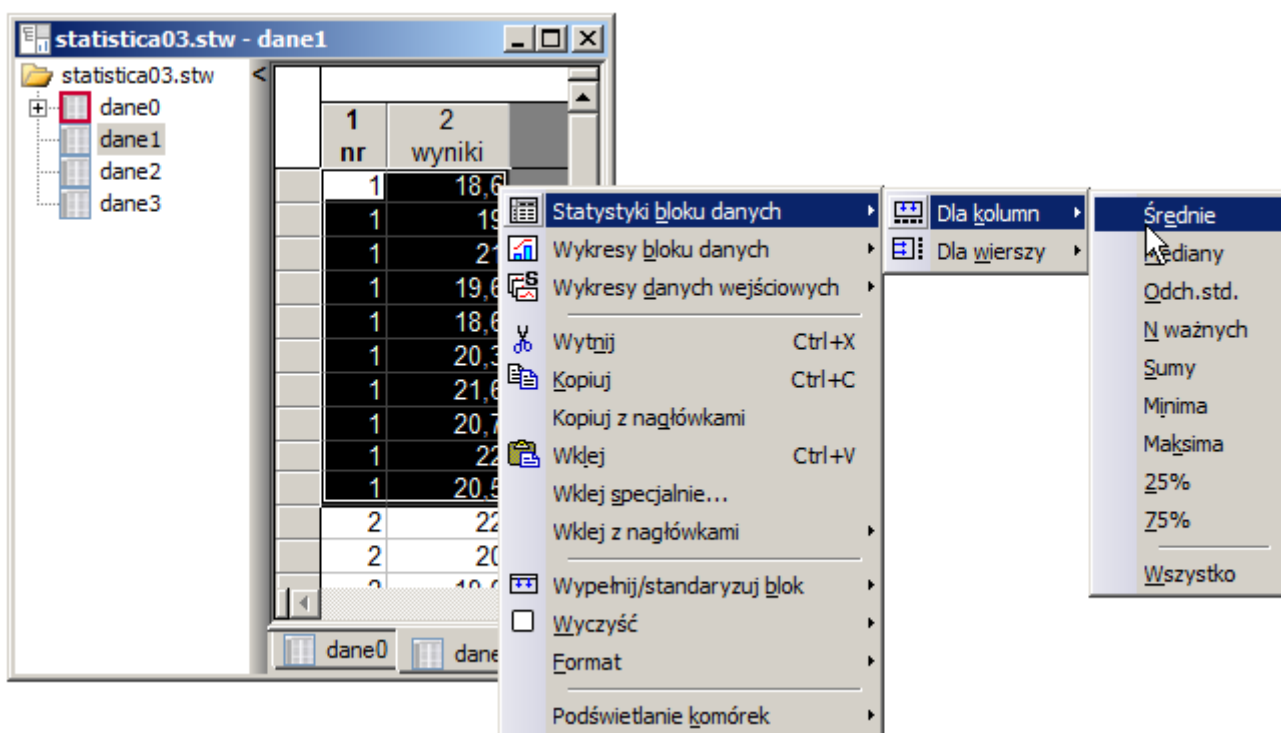 statistica03.stw - dane1
statistica03.stw
dane0
dane1
dane2
dane3
<
1 2
nr wyniki
1 18,6
1 19
1 21
1 19,6
1 18,6
1 20,3
1 21,6
1 20,7
1 22
1 20,5
2 22
2 20
2
dane0
Statystyki bloku danych
Wykresy bloku danych
Wykresy danych wejściowych
Wytnij Ctrl+X
Kopiuj Ctrl+C
Kopiuj z nagłówkami
Wklej Ctrl+V
Wklej specjalnie...
Wklej z nagłówkami
Wypełnij/standaryzuj blok
Wyczyść
Format
Podświetlanie komórek
Dla kolumn
Dla wierszy
Średnie
Mediany
Odch.std.
N ważnych
Sumy
Minima
Maksima
25%
75%
Wszystko